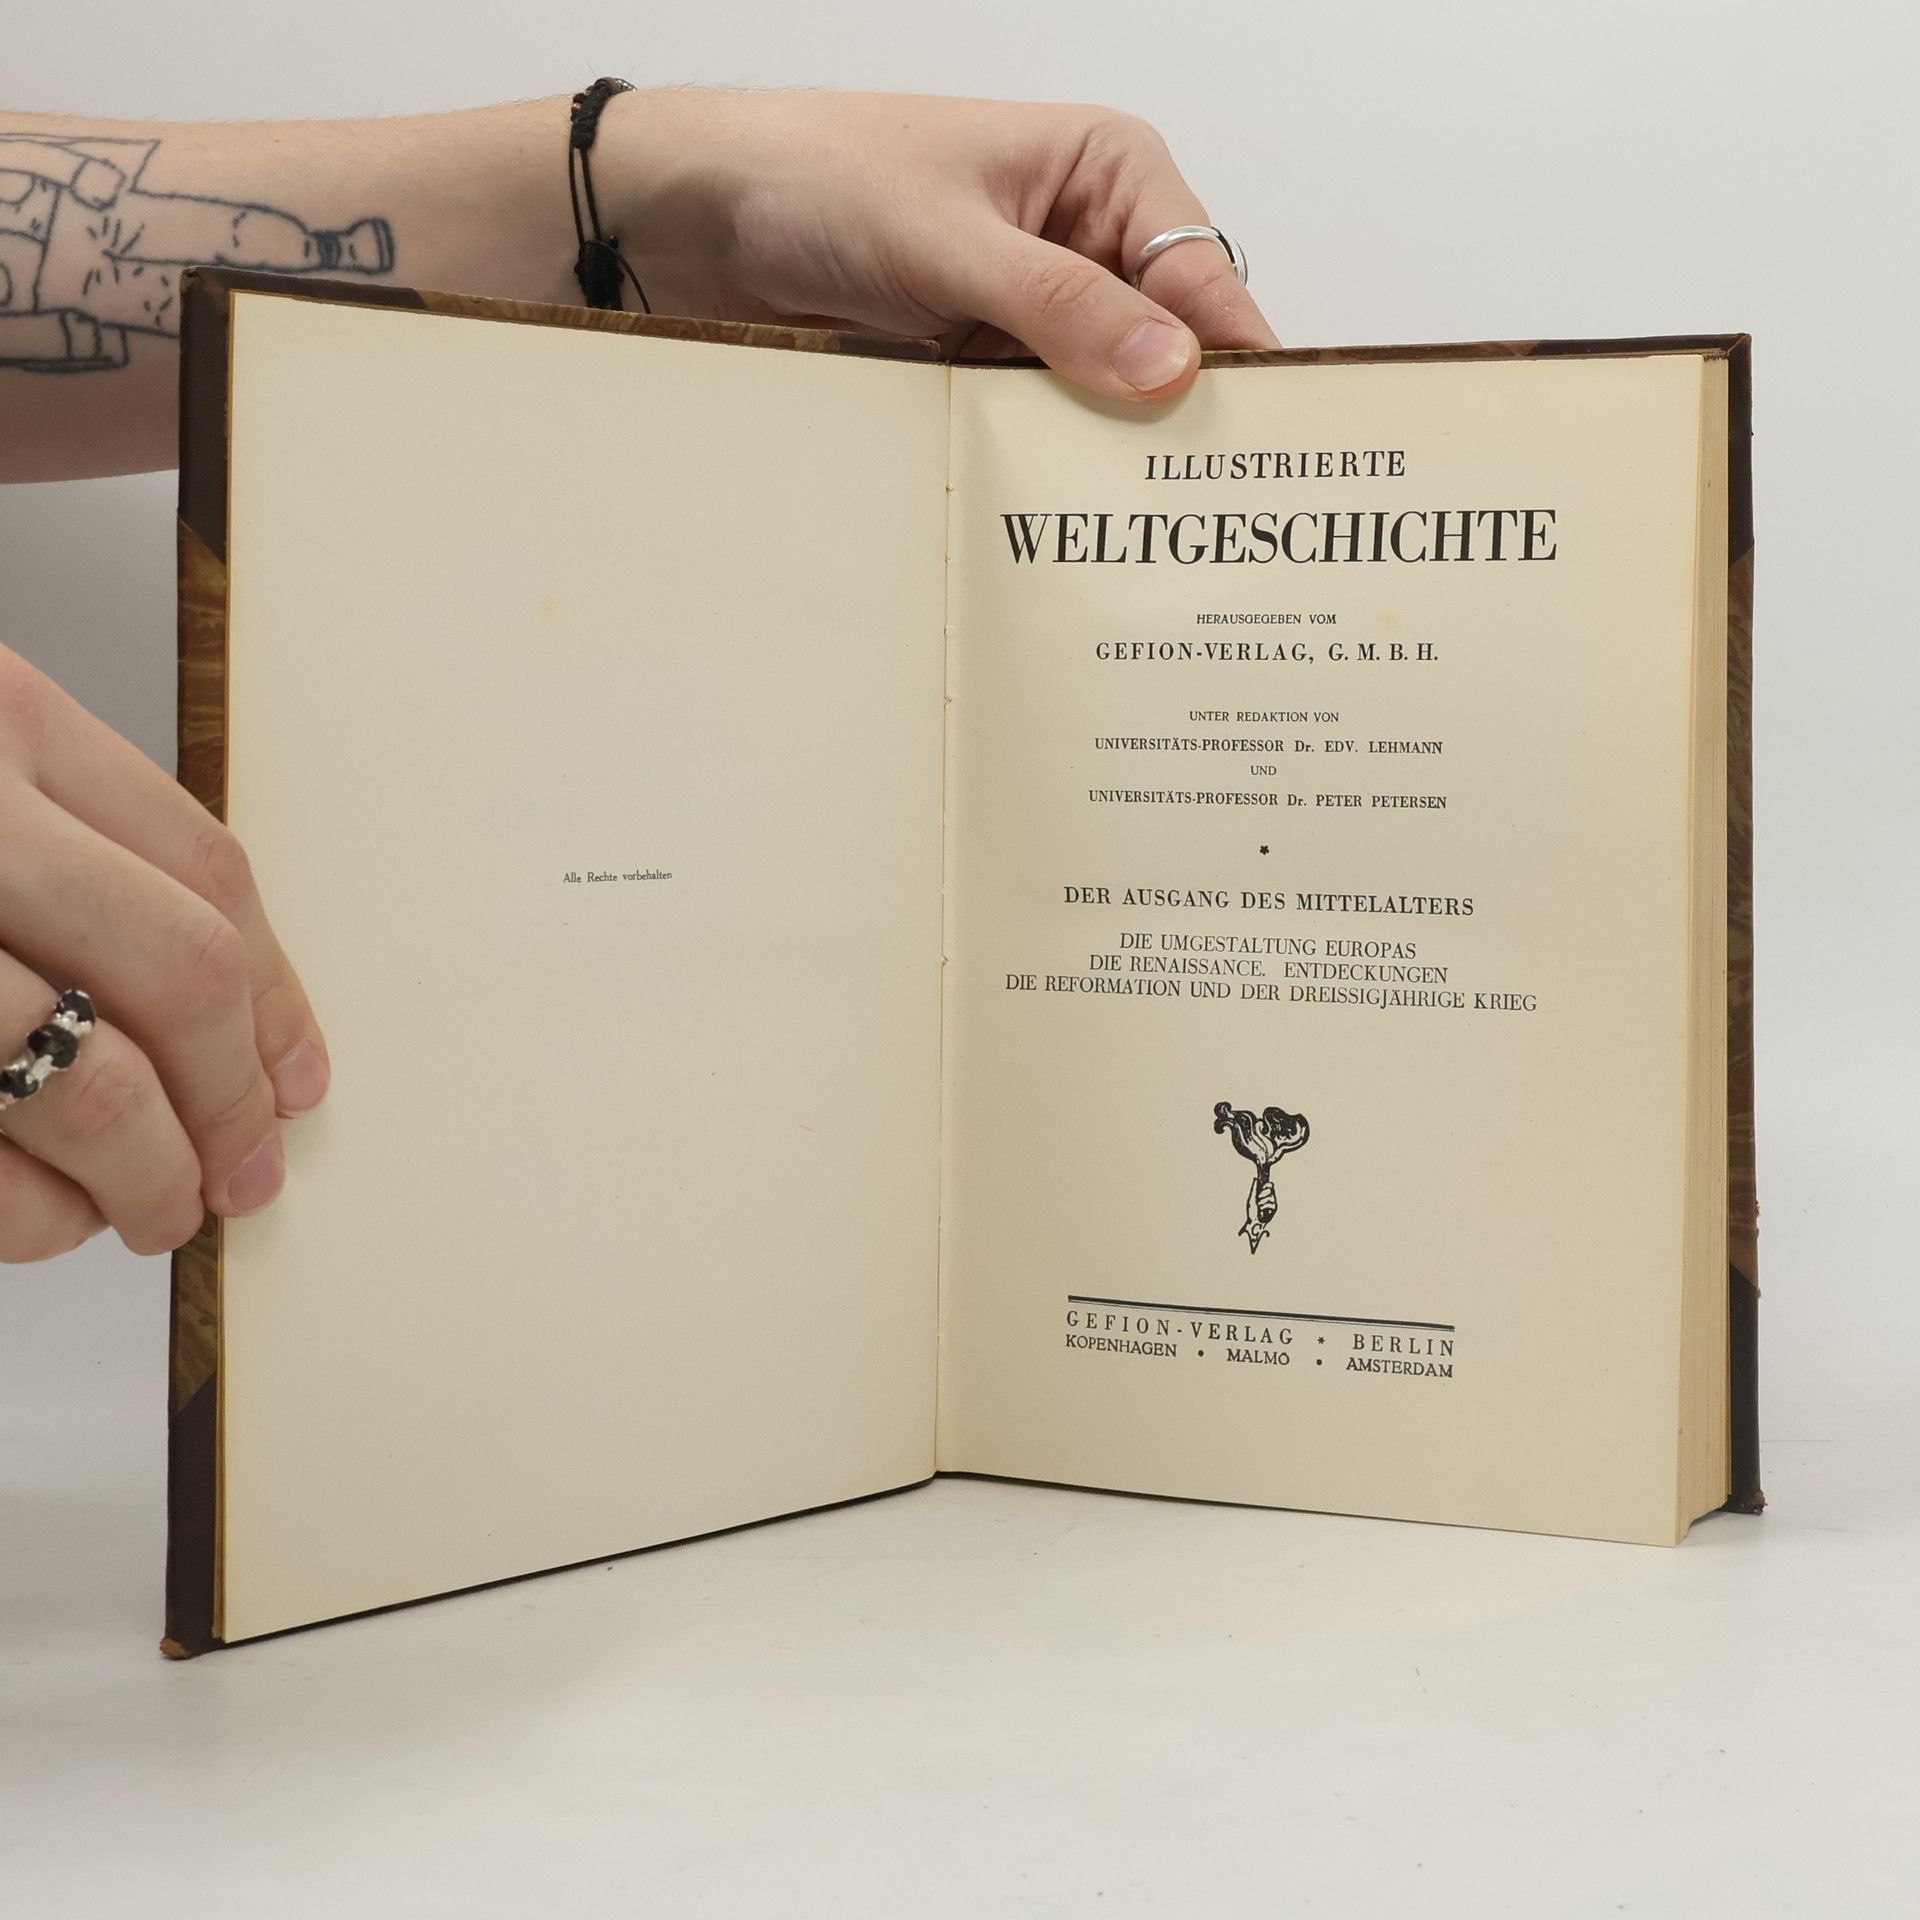 Alle Rechte vorbehalten
ILLUSTRIERTE
WELTGESCHICHTE
HERAUSGEGEBEN VOM
GEFION-VERLAG, G. M. B. H.
UNTER REDAKTION VON
UNIVERSITÄTS-PROFESSOR Dr. EDV. LEHMANN
UND
UNIVERSITÄTS-PROFESSOR Dr. PETER PETERSEN
*
DER AUSGANG DES MITTELALTERS
DIE UMGESTALTUNG EUROPAS
DIE RENAISSANCE. ENTDECKUNGEN
DIE REFORMATION UND DER DREISSIGJÄHRIGE KRIEG
G
GEFION-VERLAG * BERLIN
KOPENHAGEN • MALMÖ • AMSTERDAM